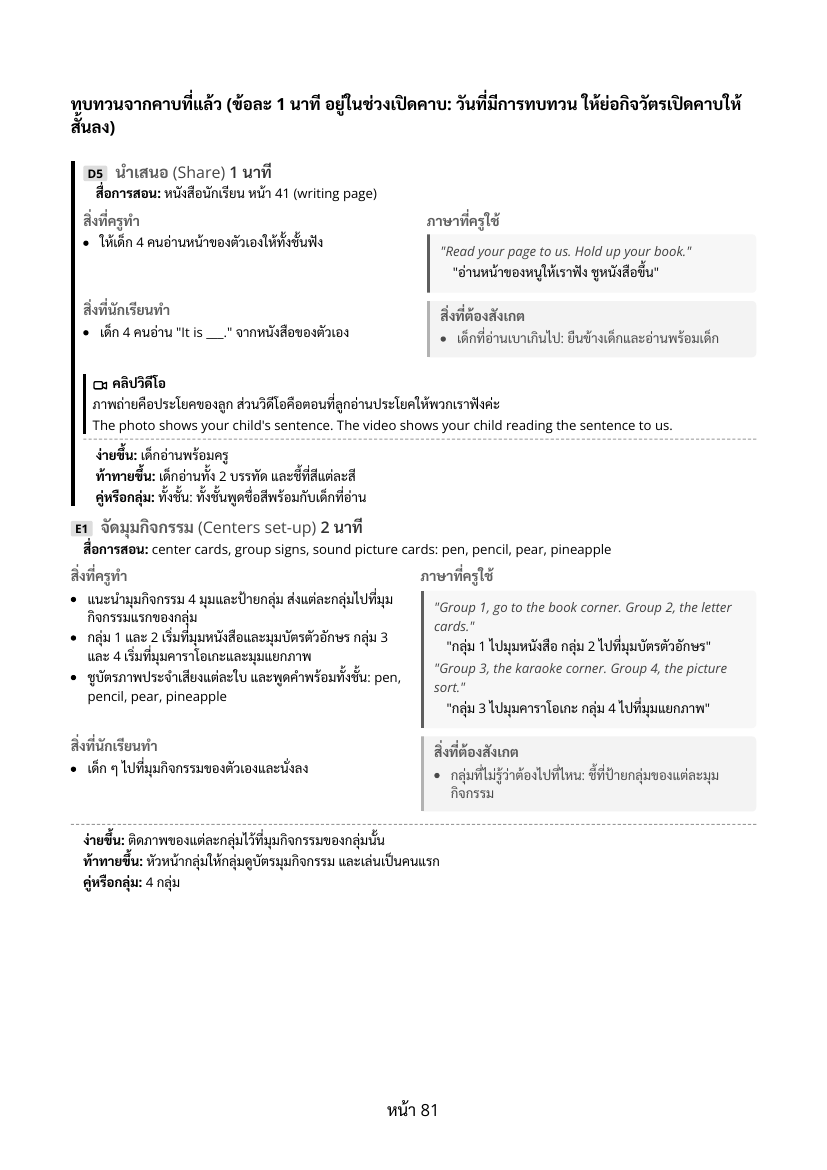 ทบทวนจากคาบที่แล้ว (ข้อละ 1 นาที อยู่ในช่วงเปิดคาบ: วันที่มีการทบทวน ให้ย่อกิจวัตรเปิดคาบให้
สั้นลง)
D5 นำเสนอ (Share) 1 นาที
สื่อการสอน: หนังสือนักเรียน หน้า 41 (writing page)
สิ่งที่ครูทำ
• ให้เด็ก 4 คนอ่านหน้าของตัวเองให้ทั้งชั้นฟัง
ภาษาที่ครูใช้
"Read your page to us. Hold up your book."
"อ่านหน้าของหนูให้เราฟัง ชูหนังสือขึ้น"
สิ่งที่นักเรียนทำ
• เด็ก 4 คนอ่าน "It is ___." จากหนังสือของตัวเอง
สิ่งที่ต้องสังเกต
• เด็กที่อ่านเบาเกินไป: ยืนข้างเด็กและอ่านพร้อมเด็ก
คลิปวิดีโอ
ภาพถ่ายคือประโยคของลูก ส่วนวิดีโอคือตอนที่ลูกอ่านประโยคให้พวกเราฟังค่ะ
The photo shows your child's sentence. The video shows your child reading the sentence to us.
ง่ายขึ้น: เด็กอ่านพร้อมครู
ท้าทายขึ้น: เด็กอ่านทั้ง 2 บรรทัด และชี้ที่สีแต่ละสี
คู่หรือกลุ่ม: ทั้งชั้น: ทั้งชั้นพูดชื่อสีพร้อมกับเด็กที่อ่าน
E1 จัดมุมกิจกรรม (Centers set-up) 2 นาที
สื่อการสอน: center cards, group signs, sound picture cards: pen, pencil, pear, pineapple
สิ่งที่ครูทำ
• แนะนำมุมกิจกรรม 4 มุมและป้ายกลุ่ม ส่งแต่ละกลุ่มไปที่มุม
กิจกรรมแรกของกลุ่ม
• กลุ่ม 1 และ 2 เริ่มที่มุมหนังสือและมุมบัตรตัวอักษร กลุ่ม 3
และ 4 เริ่มที่มุมคาราโอเกะและมุมแยกภาพ
• ชูบัตรภาพประจำเสียงแต่ละใบ และพูดคำพร้อมทั้งชั้น: pen,
pencil, pear, pineapple
ภาษาที่ครูใช้
"Group 1, go to the book corner. Group 2, the letter
cards."
"กลุ่ม 1 ไปมุมหนังสือ กลุ่ม 2 ไปที่มุมบัตรตัวอักษร"
"Group 3, the karaoke corner. Group 4, the picture
sort."
"กลุ่ม 3 ไปมุมคาราโอเกะ กลุ่ม 4 ไปที่มุมแยกภาพ"
สิ่งที่นักเรียนทำ
• เด็ก ๆ ไปที่มุมกิจกรรมของตัวเองและนั่งลง
สิ่งที่ต้องสังเกต
• กลุ่มที่ไม่รู้ว่าต้องไปที่ไหน: ชี้ที่ป้ายกลุ่มของแต่ละมุม
กิจกรรม
ง่ายขึ้น: ติดภาพของแต่ละกลุ่มไว้ที่มุมกิจกรรมของกลุ่มนั้น
ท้าทายขึ้น: หัวหน้ากลุ่มให้กลุ่มดูบัตรมุมกิจกรรม และเล่นเป็นคนแรก
คู่หรือกลุ่ม: 4 กลุ่ม
หน้า 81